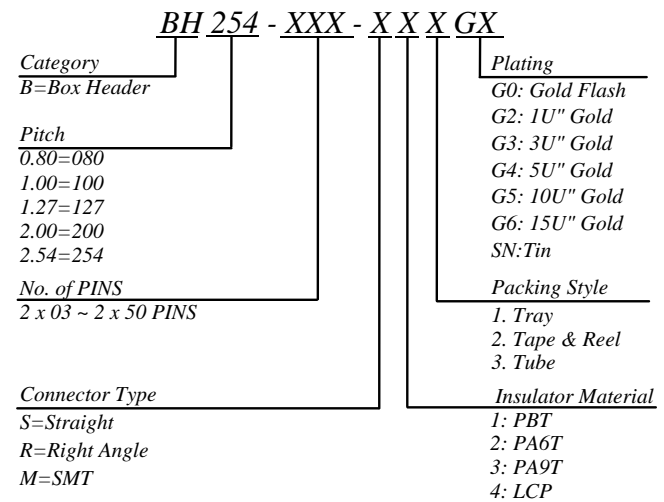 BH 254 - XXX - X X X GX
Category
B=Box Header
Pitch
0.80=080
1.00=100
1.27=127
2.00=200
2.54=254
No. of PINS
2 x 03 ~ 2 x 50 PINS
Connector Type
S=Straight
R=Right Angle
M=SMT
Plating
G0: Gold Flash
G2: 1U" Gold
G3: 3U" Gold
G4: 5U" Gold
G5: 10U" Gold
G6: 15U" Gold
SN:Tin
Packing Style
1. Tray
2. Tape & Reel
3. Tube
Insulator Material
1: PBT
2: PA6T
3: PA9T
4: LCP